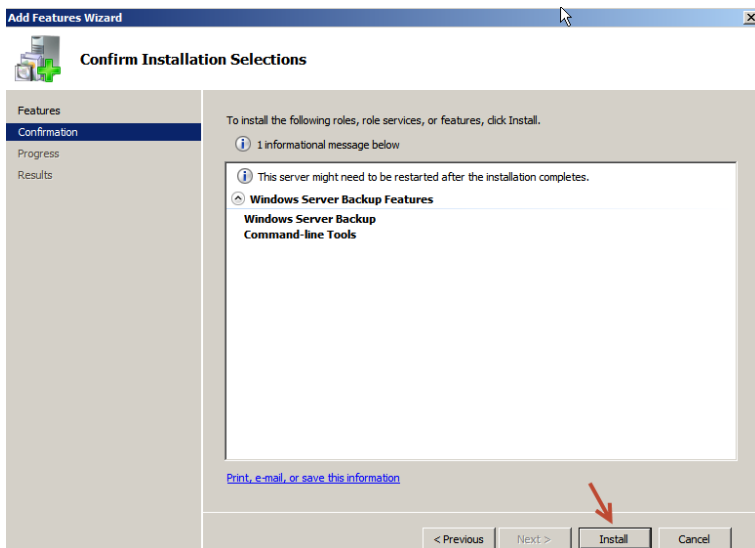 Add Features Wizard
Confirm Installation Selections
Features
Confirmation
Progress
Results
To install the following roles, role services, or features, click Install.
1 informational message below
This server might need to be restarted after the installation completes.
Windows Server Backup Features
Windows Server Backup
Command-line Tools
Print, e-mail, or save this information
< Previous
Next >
Install
Cancel